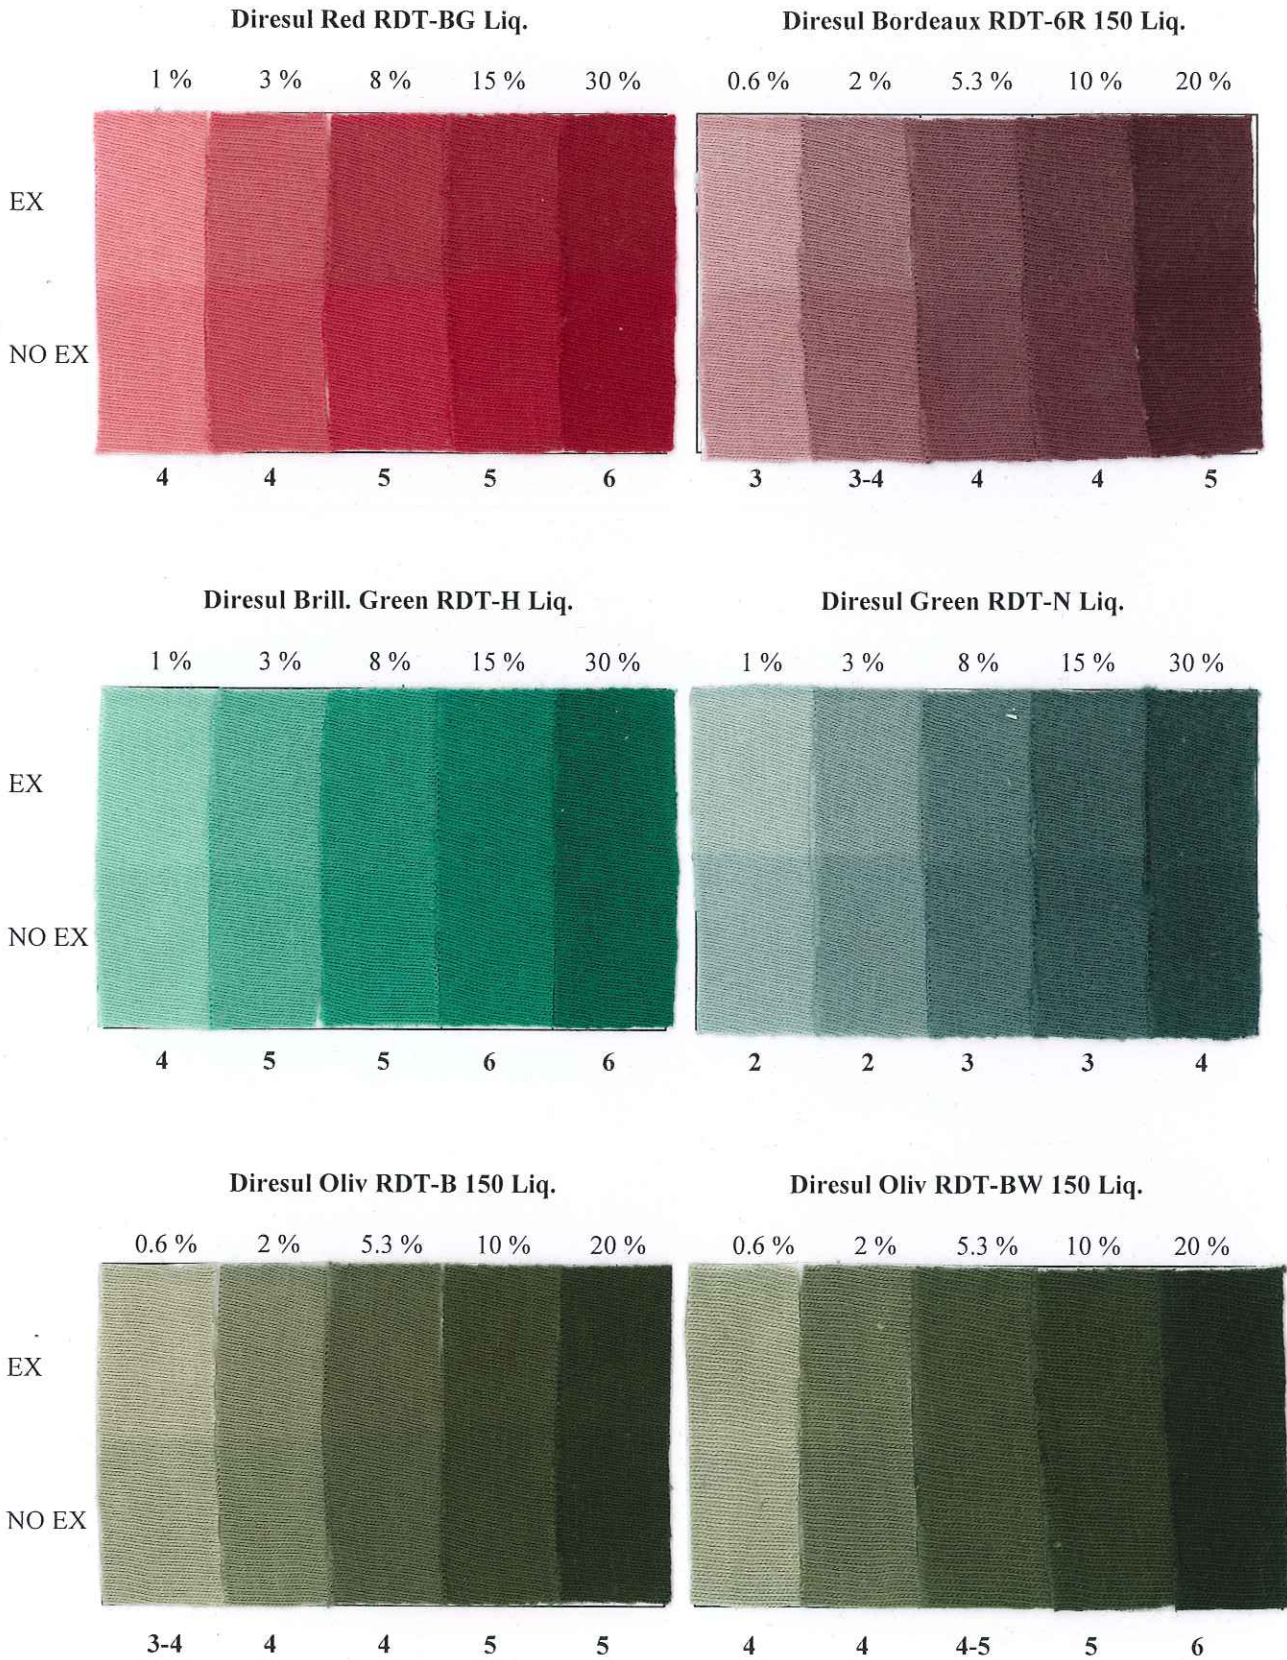 Diresul Red RDT-BG Liq.
1 % 3 % 8 % 15 % 30 %
EX
NO EX
4 4 5 5 6
Diresul Bordeaux RDT-6R 150 Liq.
0.6 % 2 % 5.3 % 10 % 20 %
3 3-4 4 4 5
Diresul Brill. Green RDT-H Liq.
1 % 3 % 8 % 15 % 30 %
EX
NO EX
4 5 5 6 6
Diresul Green RDT-N Liq.
1 % 3 % 8 % 15 % 30 %
2 2 3 3 4
Diresul Oliv RDT-B 150 Liq.
0.6 % 2 % 5.3 % 10 % 20 %
EX
NO EX
3-4 4 4 5 5
Diresul Oliv RDT-BW 150 Liq.
0.6 % 2 % 5.3 % 10 % 20 %
4 4 4-5 5 6